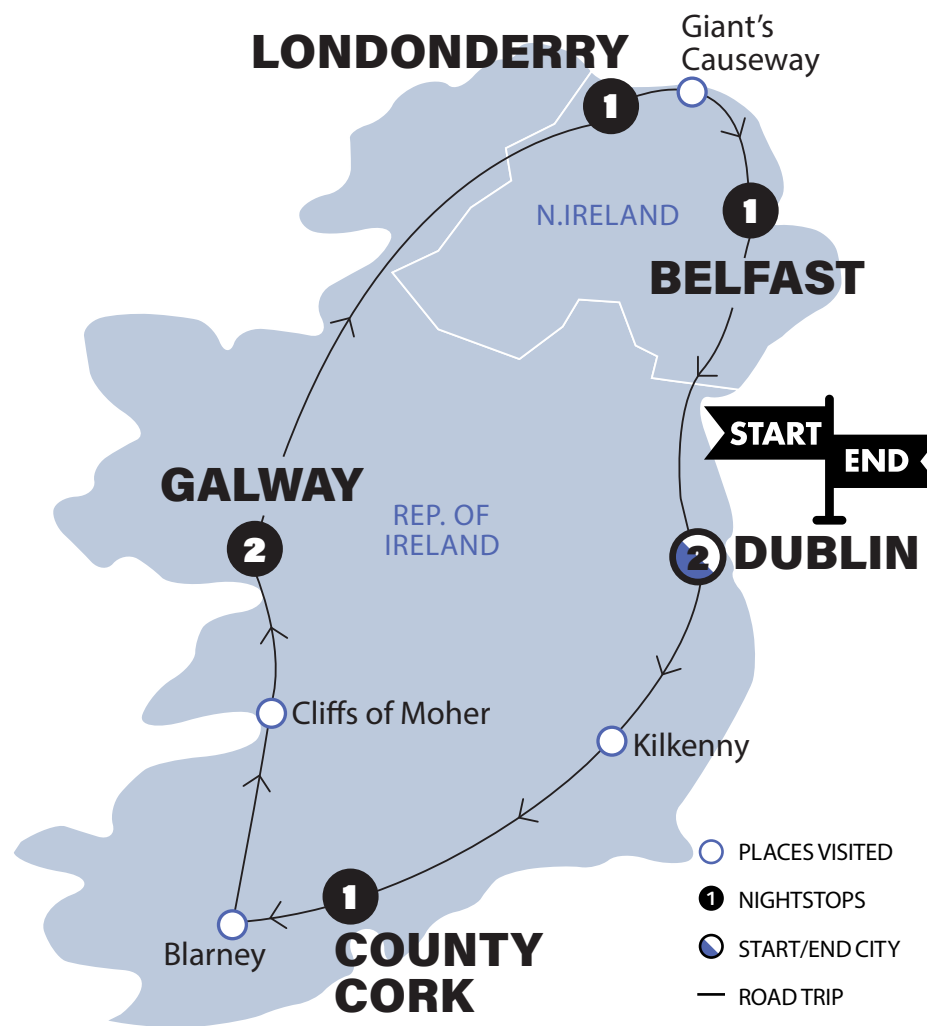 Giant's
Causeway
LONDONDERRY
1
N.IRELAND
1
BELFAST
START
END
GALWAY
2
REP. OF
IRELAND
2
DUBLIN
Cliffs of Moher
Kilkenny
1
COUNTY
CORK
Blarney
PLACES VISITED
1 NIGHTSTOPS
START/END CITY
ROAD TRIP